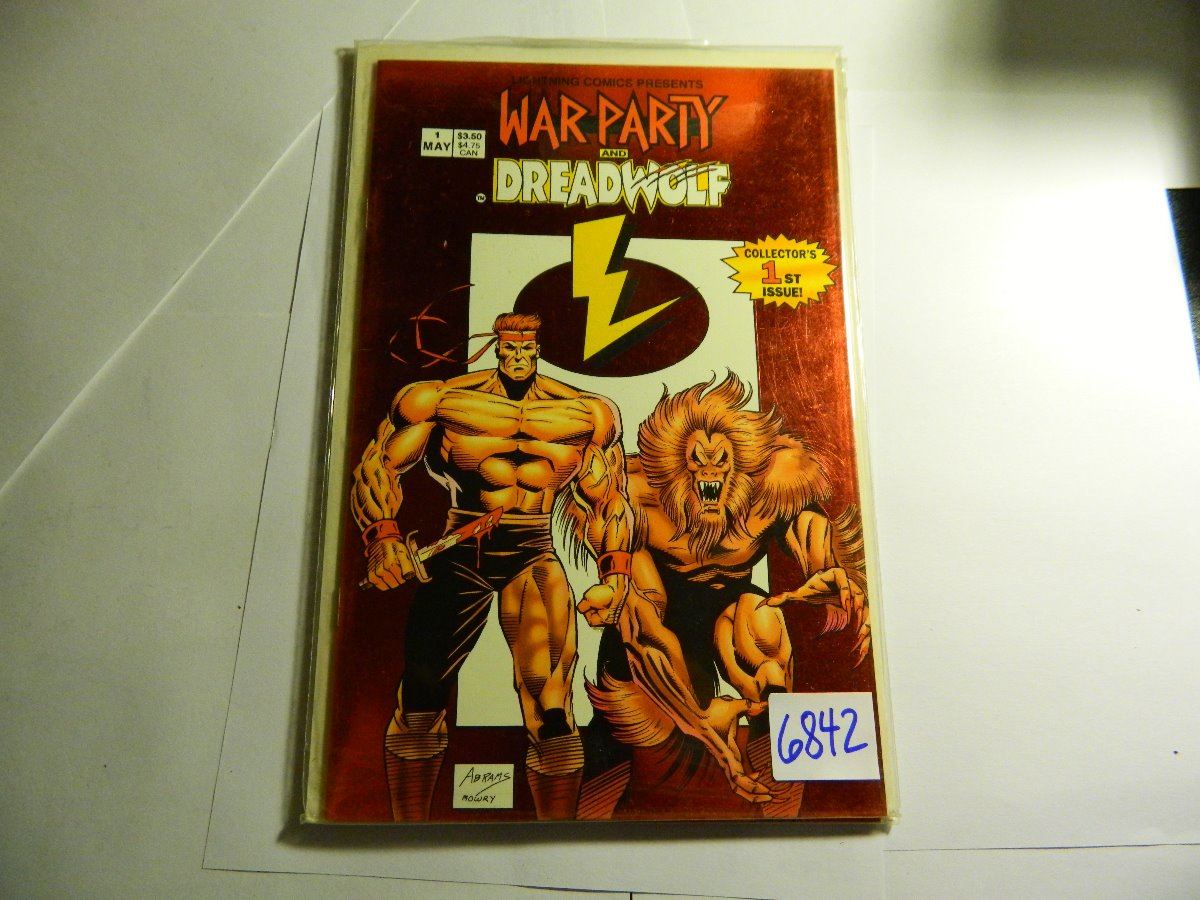 LIGHTNING COMICS PRESENTS
WAR PARTY
AND
DREADWOLF
TM
1
MAY
$3.50
$4.75
CAN
COLLECTOR'S
1ST
ISSUE!
ABRAMS
MOWRY
6842